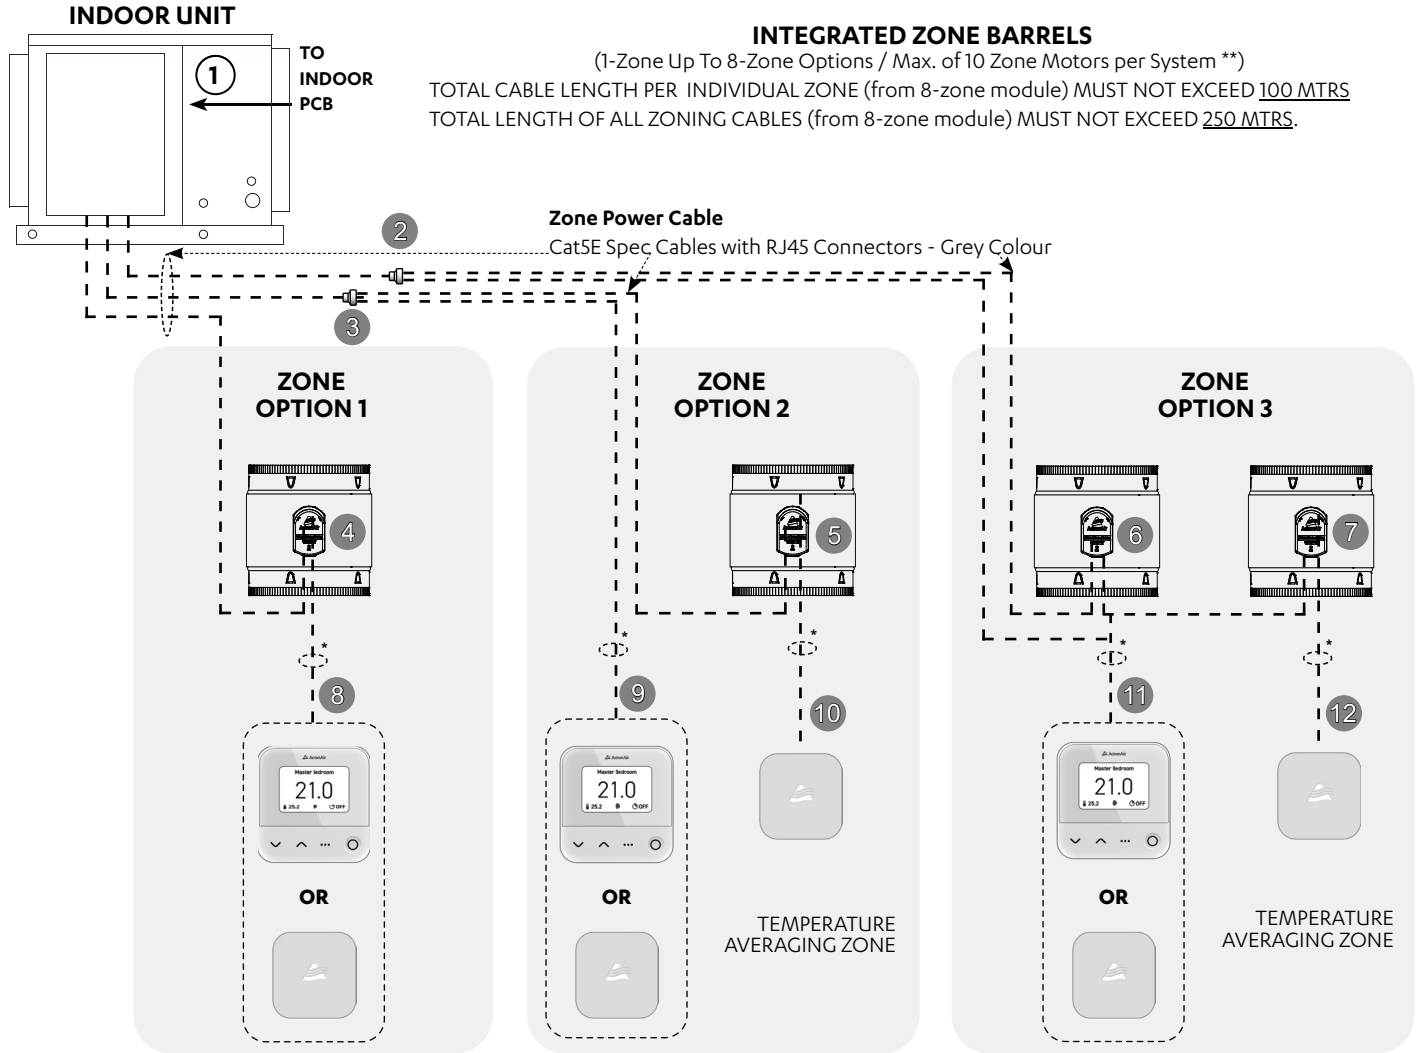 INDOOR UNIT
1
TO
INDOOR
PCB
INTEGRATED ZONE BARRELS
(1-Zone Up To 8-Zone Options / Max. of 10 Zone Motors per System **)
TOTAL CABLE LENGTH PER INDIVIDUAL ZONE (from 8-zone module) MUST NOT EXCEED 100 MTRS
TOTAL LENGTH OF ALL ZONING CABLES (from 8-zone module) MUST NOT EXCEED 250 MTRS.
2
Zone Power Cable
Cat5E Spec Cables with RJ45 Connectors - Grey Colour
3
ZONE
OPTION 1
4
*
8
ActronAir
Master Bedroom
21.0
25.2 OFF
OR
ZONE
OPTION 2
5
*
*
9
10
ActronAir
Master Bedroom
21.0
25.2 OFF
OR
TEMPERATURE
AVERAGING ZONE
ZONE
OPTION 3
6
7
*
*
11
12
ActronAir
Master Bedroom
21.0
25.2 OFF
OR
TEMPERATURE
AVERAGING ZONE